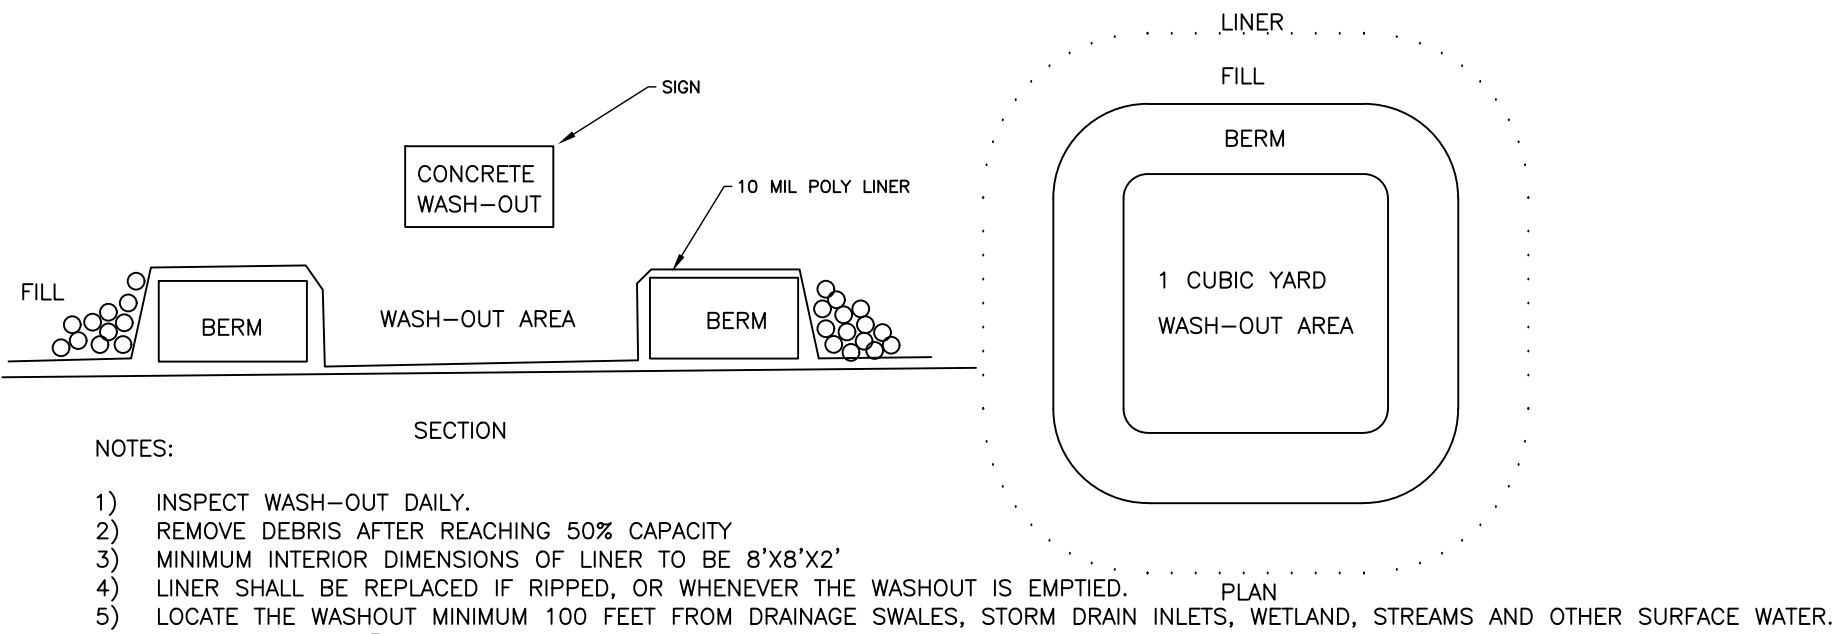 LINER
FILL
BERM
1 CUBIC YARD
WASH-OUT AREA
SIGN
CONCRETE
WASH-OUT
10 MIL POLY LINER
FILL
BERM
WASH-OUT AREA
BERM
SECTION
PLAN
NOTES:
1) INSPECT WASH-OUT DAILY.
2) REMOVE DEBRIS AFTER REACHING 50% CAPACITY
3) MINIMUM INTERIOR DIMENSIONS OF LINER TO BE 8'X8'X2'
4) LINER SHALL BE REPLACED IF RIPPED, OR WHENEVER THE WASHOUT IS EMPTIED.
5) LOCATE THE WASHOUT MINIMUM 100 FEET FROM DRAINAGE SWALES, STORM DRAIN INLETS, WETLAND, STREAMS AND OTHER SURFACE WATER.